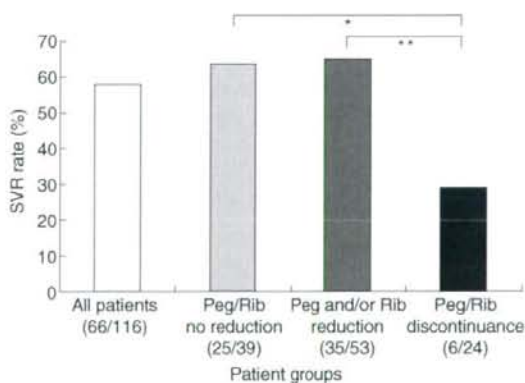 *
**
70
60
50
40
30
20
10
0
SVR rate (%)
All patients
(66/116)
Peg/Rib
no reduction
(25/39)
Peg and/or Rib
reduction
(35/53)
Peg/Rib
discontinuance
(6/24)
Patient groups